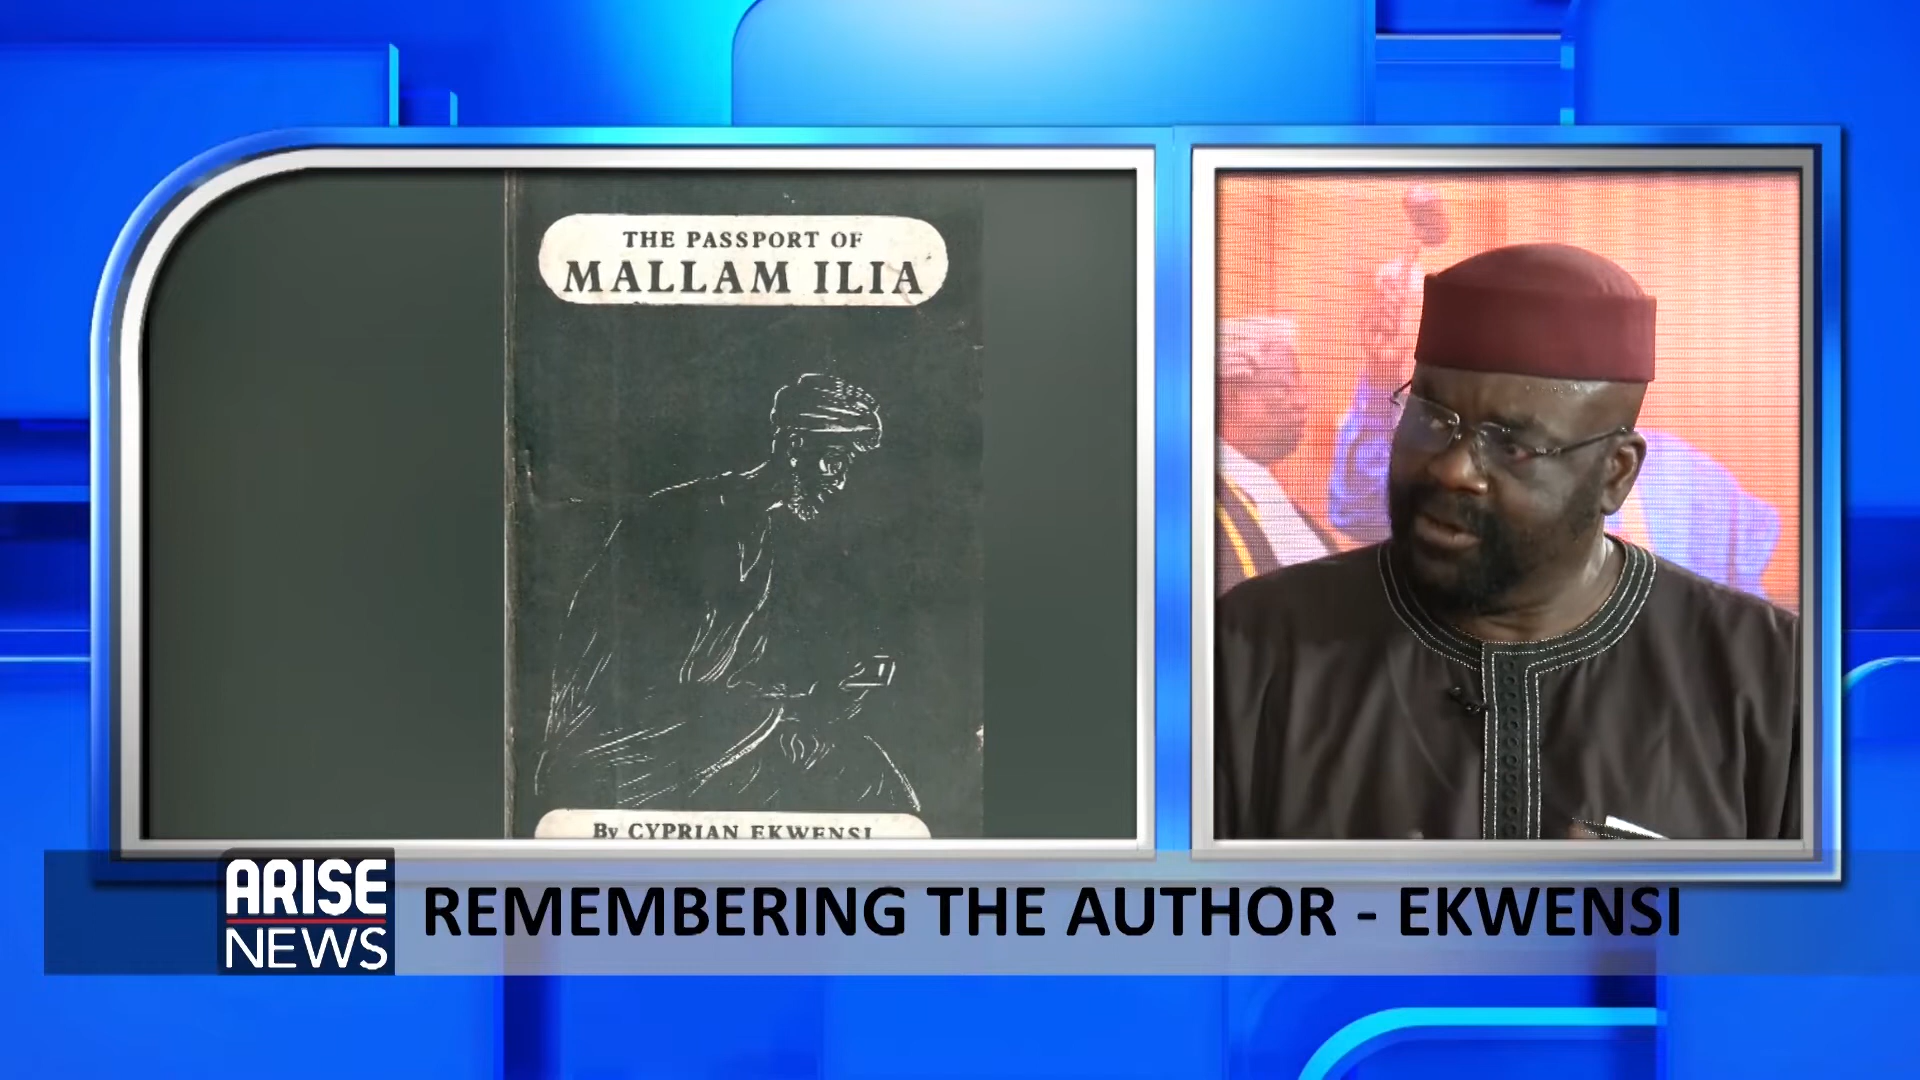 THE PASSPORT OF
MALLAM ILIA
By CYPRIAN EKWENSI
ARISE
NEWS
REMEMBERING THE AUTHOR - EKWENSI